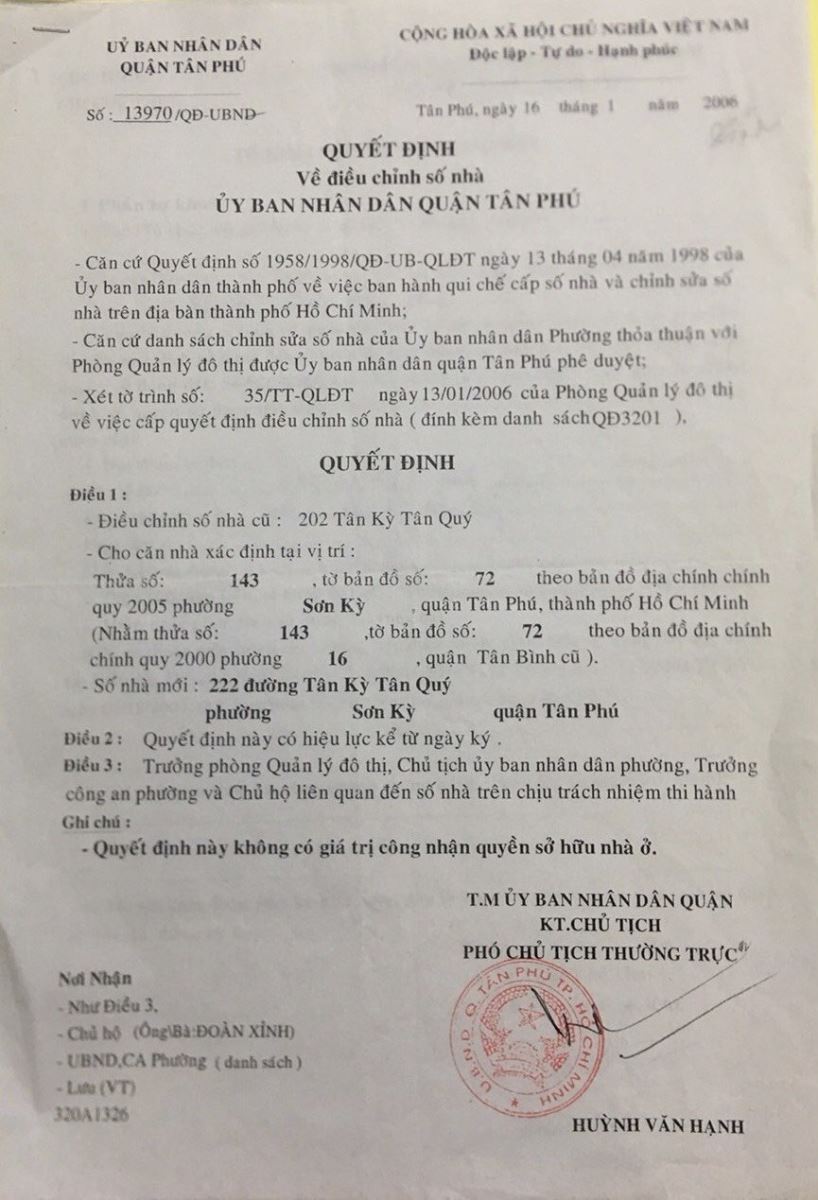 UỶ BAN NHÂN DÂN
QUẬN TÂN PHÚ
CỘNG HÒA XÃ HỘI CHỦ NGHĨA VIỆT NAM
Độc lập - Tự do - Hạnh phúc
Số : 13970/QĐ-UBND
Tân Phú, ngày 16 tháng 1 năm 2006
QUYẾT ĐỊNH
Về điều chỉnh số nhà
ỦY BAN NHÂN DÂN QUẬN TÂN PHÚ
- Căn cứ Quyết định số 1958/1998/QĐ-UB-QLĐT ngày 13 tháng 04 năm 1998 của
Ủy ban nhân dân thành phố về việc ban hành qui chế cấp số nhà và chỉnh sửa số
nhà trên địa bàn thành phố Hồ Chí Minh;
- Căn cứ danh sách chỉnh sửa số nhà của Ủy ban nhân dân Phường thỏa thuận với
Phòng Quản lý đô thị được Ủy ban nhân dân quận Tân Phú phê duyệt;
- Xét tờ trình số: 35/TT-QLĐT ngày 13/01/2006 của Phòng Quản lý đô thị
về việc cấp quyết định điều chỉnh số nhà ( đính kèm danh sách QĐ3201 ).
QUYẾT ĐỊNH
Điều 1 :
- Điều chỉnh số nhà cũ : 202 Tân Kỳ Tân Quý
- Cho căn nhà xác định tại vị trí :
Thửa số: 143 , tờ bản đồ số: 72 theo bản đồ địa chính chính
quy 2005 phường Sơn Kỳ , quận Tân Phú, thành phố Hồ Chí Minh
(Nhằm thửa số: 143 ,tờ bản đồ số: 72 theo bản đồ địa chính
chính quy 2000 phường 16 , quận Tân Bình cũ ).
- Số nhà mới : 222 đường Tân Kỳ Tân Quý
phường Sơn Kỳ quận Tân Phú
Điều 2 : Quyết định này có hiệu lực kể từ ngày ký .
Điều 3 : Trưởng phòng Quản lý đô thị, Chủ tịch ủy ban nhân dân phường, Trưởng
công an phường và Chủ hộ liên quan đến số nhà trên chịu trách nhiệm thi hành
Ghi chú :
- Quyết định này không có giá trị công nhận quyền sở hữu nhà ở.
T.M ỦY BAN NHÂN DÂN QUẬN
KT.CHỦ TỊCH
PHÓ CHỦ TỊCH THƯỜNG TRỰC
Nơi Nhận
- Như Điều 3,
- Chủ hộ (Ông\Bà:ĐOÀN XỈNH)
- UBND,CA Phường ( danh sách )
- Lưu (VT)
320A1326
U.B.N.D Q. TÂN PHÚ TP. HỒ CHÍ MINH
HUỲNH VĂN HẠNH